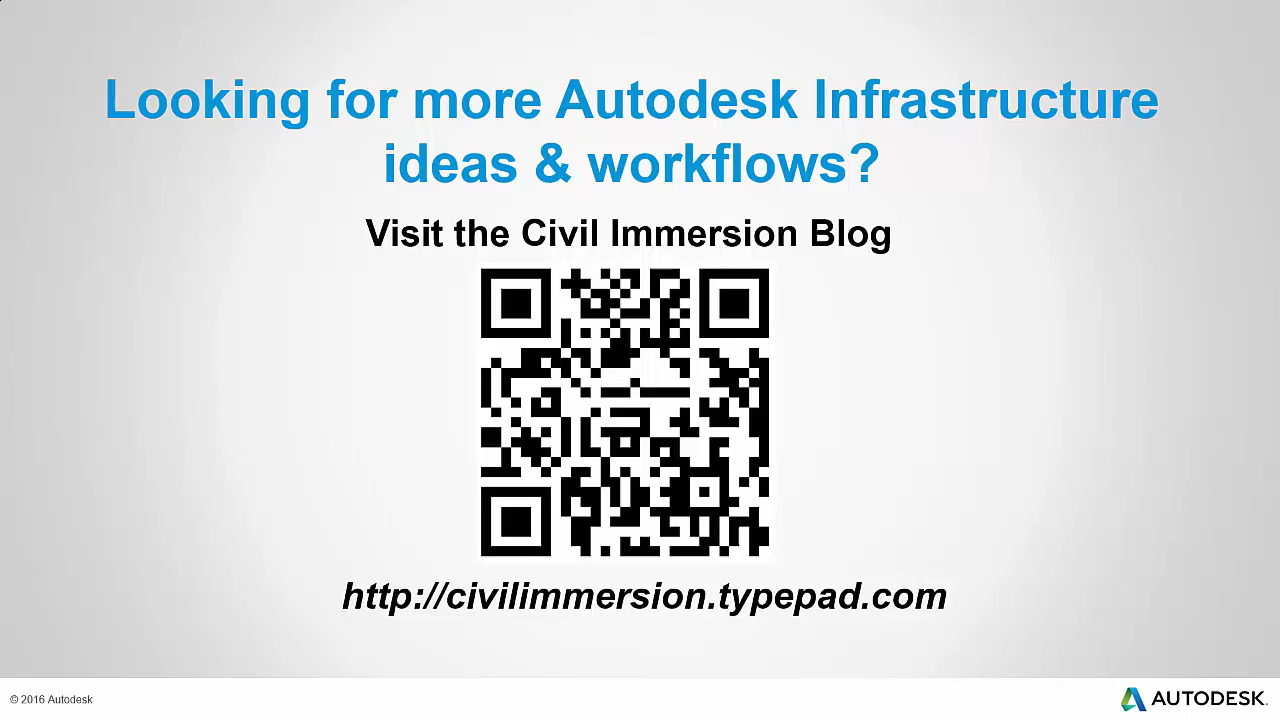 Looking for more Autodesk Infrastructure
ideas & workflows?
Visit the Civil Immersion Blog
http://civilimmersion.typepad.com
© 2016 Autodesk
AUTODESK.